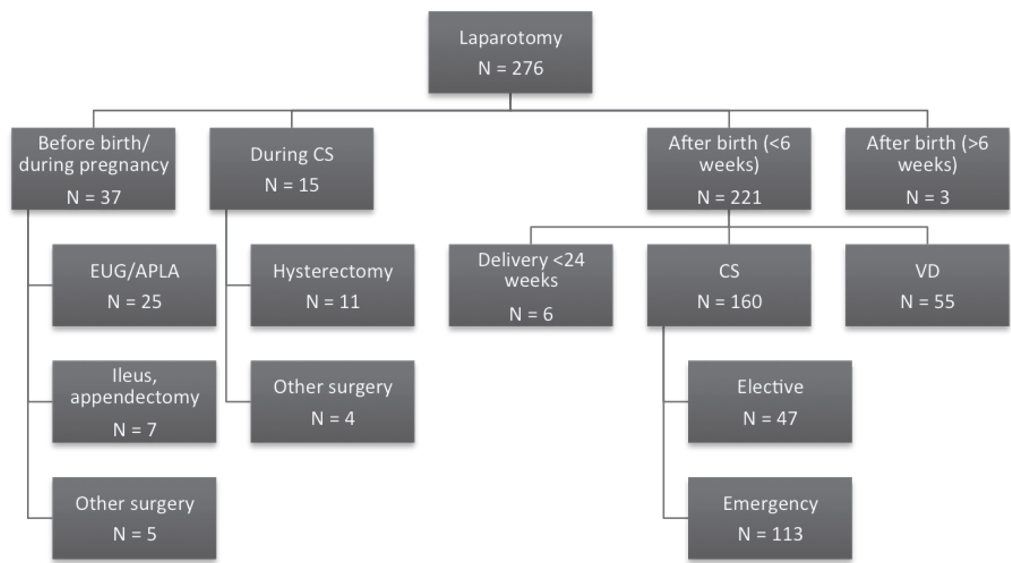 Laparotomy
N = 276
Before birth/
during pregnancy
N = 37
During CS
N = 15
After birth (<6
weeks)
N = 221
After birth (>6
weeks)
N = 3
EUG/APLA
N = 25
Hysterectomy
N = 11
Delivery <24
weeks
N = 6
CS
N = 160
VD
N = 55
Ileus,
appendectomy
N = 7
Other surgery
N = 4
Elective
N = 47
Other surgery
N = 5
Emergency
N = 113